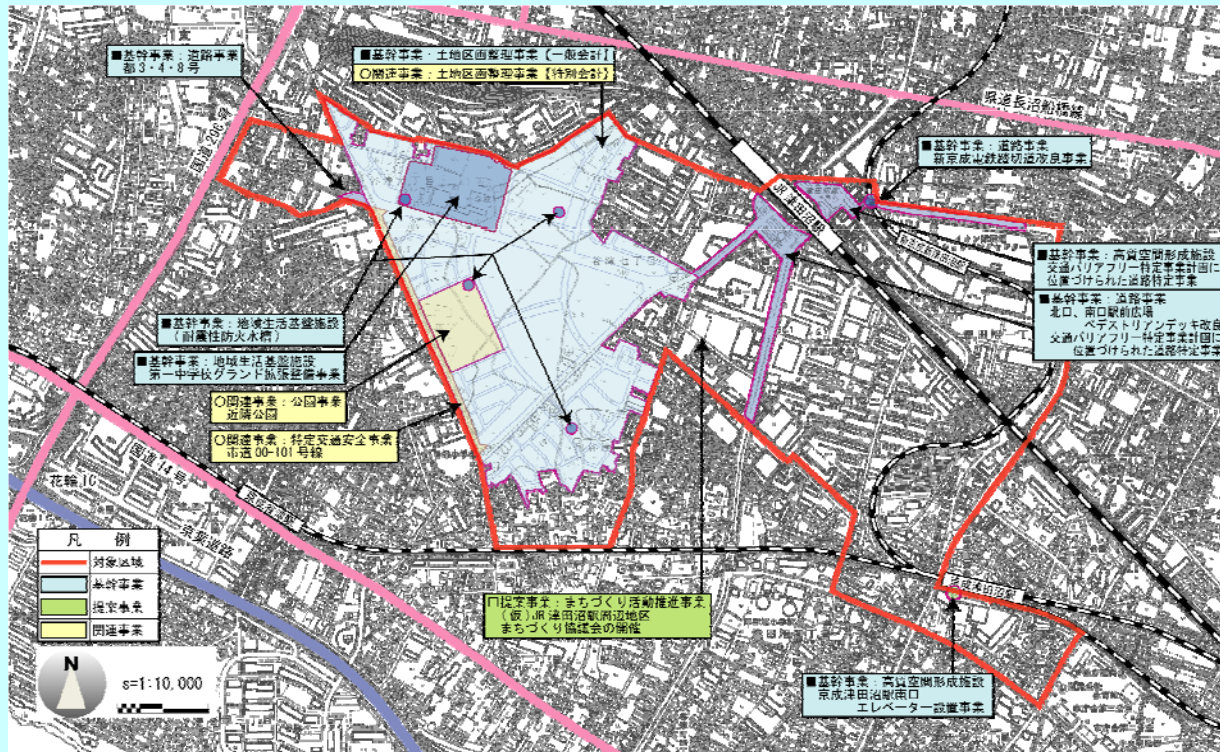 ■基幹事業：道路事業
都3・4・8号
■基幹事業・土地区画整理事業【一般会計】
○関連事業：土地区画整理事業【特別会計】
国道296号
県道長沼船橋線
■基幹事業：道路事業
新京成電鉄踏切道改良事業
JR津田沼駅
■基幹事業：高質空間形成施設
交通バリアフリー特定事業計画に
位置づけられた道路特定事業
■基幹事業：道路事業
北口、南口駅前広場
ペデストリアンデッキ改良
交通バリアフリー特定事業計画に
位置づけられた道路特定事業
■基幹事業：地域生活基盤施設
（耐震性防火水槽）
■基幹事業：地域生活基盤施設
第一中学校グランド拡張整備事業
○関連事業：公園事業
近隣公園
○関連事業：特定交通安全事業
市道00-101号線
国道14号
花輪IC
京葉道路
凡 例
対象区域
基幹事業
提案事業
関連事業
N
s=1:10,000
□提案事業：まちづくり活動推進事業
（仮）JR津田沼駅周辺地区
まちづくり協議会の開催
京成津田沼駅
■基幹事業：高質空間形成施設
京成津田沼駅南口
エレベーター設置事業